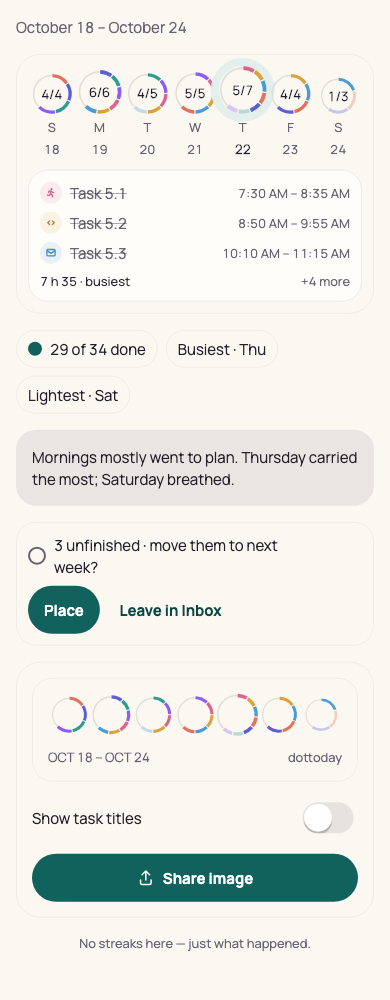 October 18 – October 24
4/4 6/6 4/5 5/5 5/7 4/4 1/3
S M T W T F S
18 19 20 21 22 23 24
Task 5.1 7:30 AM – 8:35 AM
Task 5.2 8:50 AM – 9:55 AM
Task 5.3 10:10 AM – 11:15 AM
7 h 35 · busiest +4 more
29 of 34 done Busiest · Thu
Lightest · Sat
Mornings mostly went to plan. Thursday carried
the most; Saturday breathed.
3 unfinished · move them to next
week?
Place Leave in Inbox
OCT 18 – OCT 24 dottoday
Show task titles
Share image
No streaks here — just what happened.